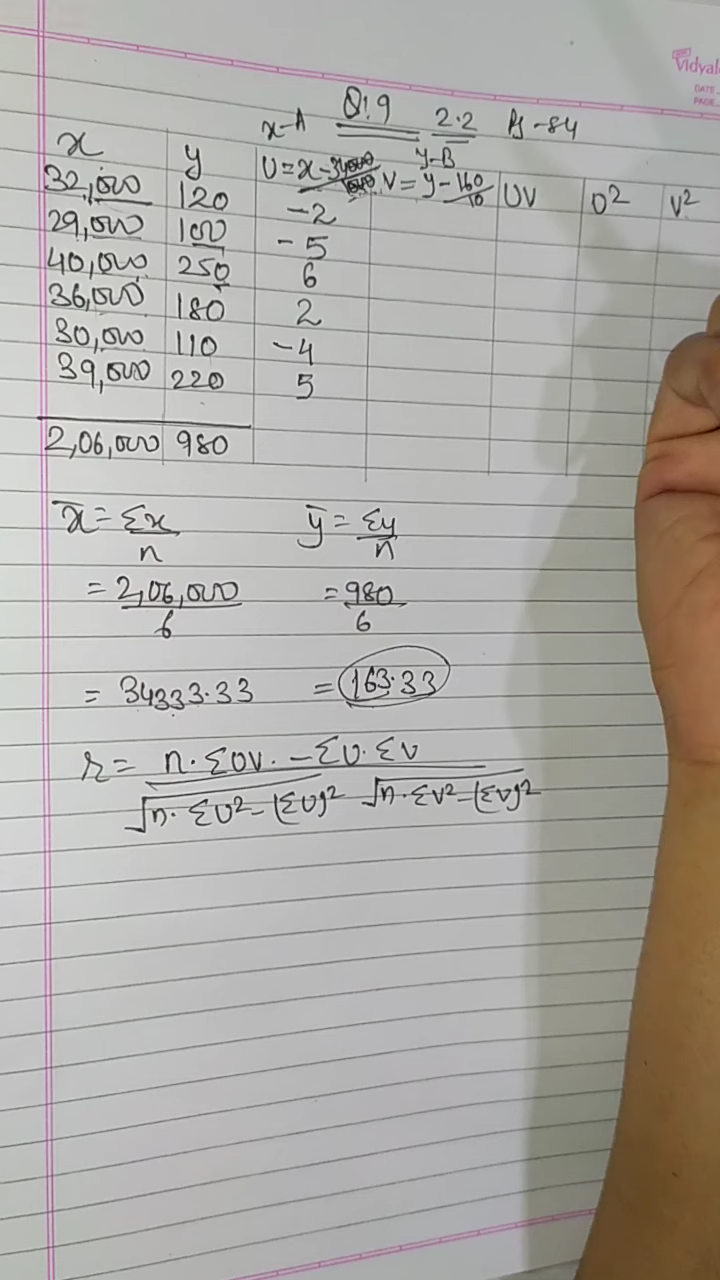 Vidyal
DATE
PAGE
Q.9 2.2 Pg-84
x-A y-B
x y U = x-34000/1000 V = y-160/10 UV U² V²
32,000 120 -2
29,000 100 -5
40,000 250 6
36,000 180 2
30,000 110 -4
39,000 220 5
2,06,000 980
x̄ = Σx/n ȳ = Σy/n
= 2,06,000/6 = 980/6
= 34333.33 = 163.33
r = n.ΣUV. - ΣU.ΣV
√n.ΣU²-(ΣU)² √n.ΣV²-(ΣV)²